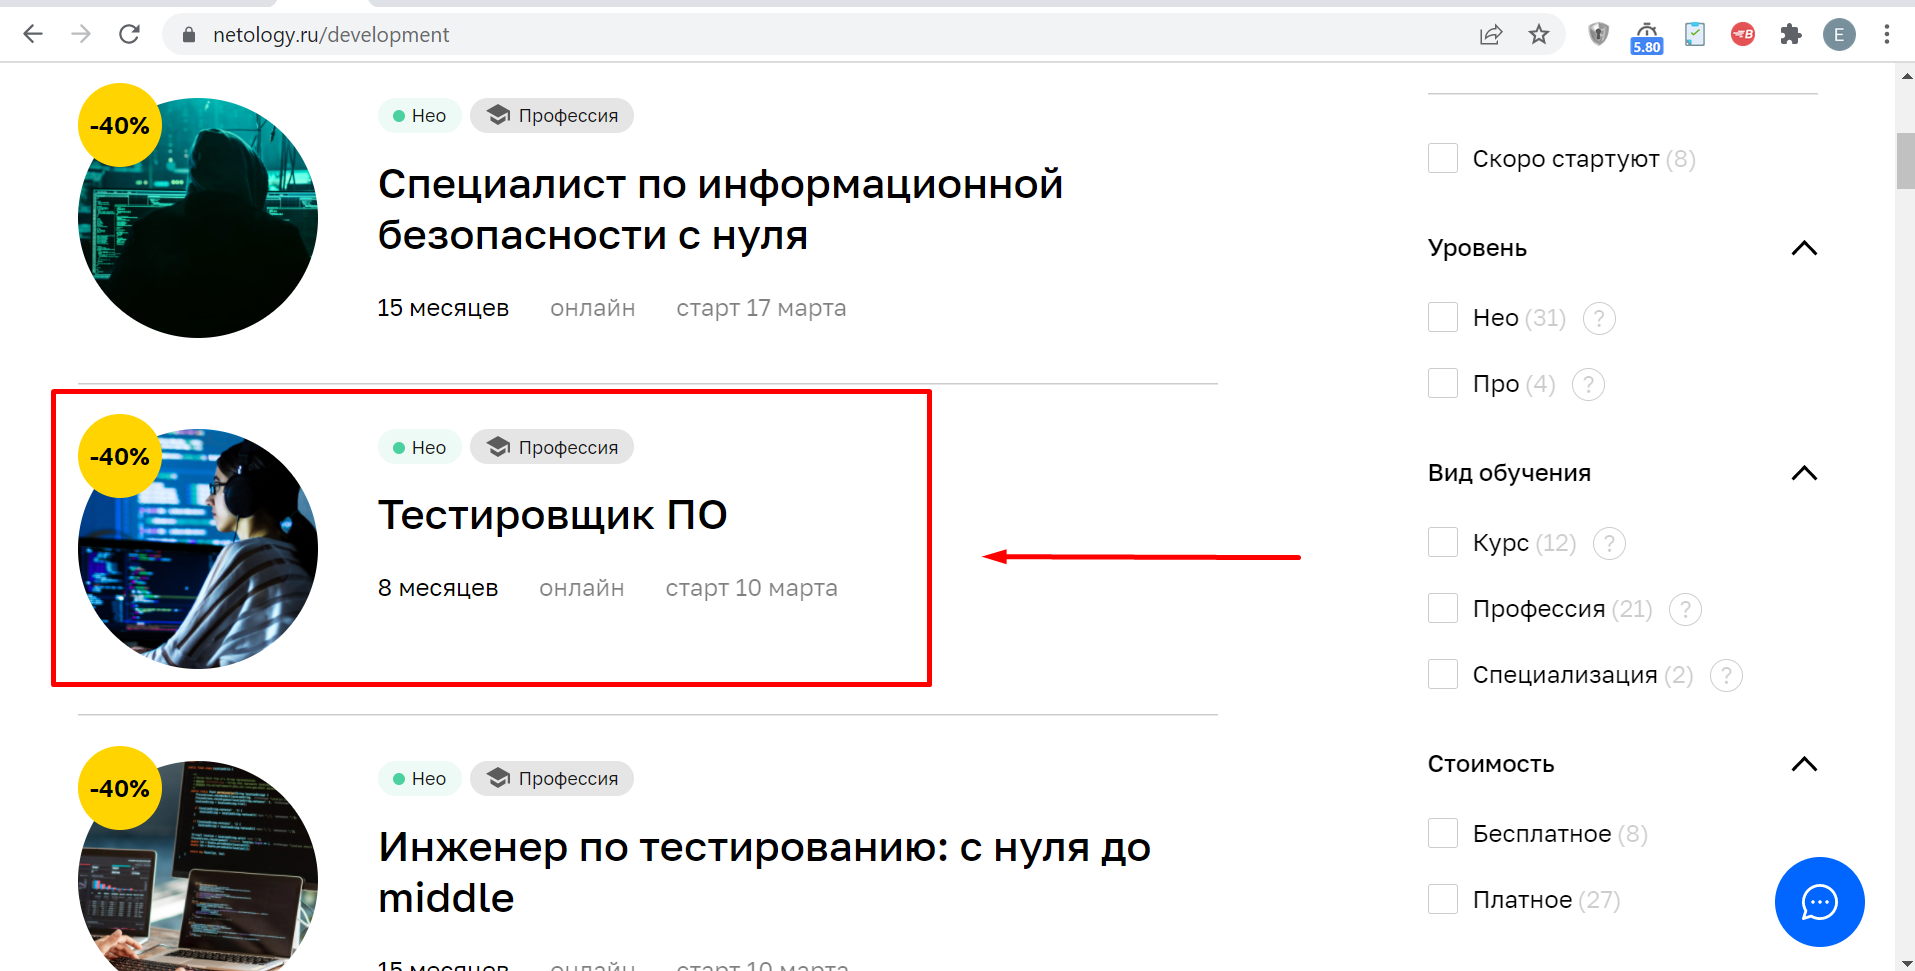 netology.ru/development
5.80
B
E
-40%
Нео
Профессия
Специалист по информационной
безопасности с нуля
15 месяцев онлайн старт 17 марта
-40%
Нео
Профессия
Тестировщик ПО
8 месяцев онлайн старт 10 марта
-40%
Нео
Профессия
Инженер по тестированию: с нуля до
middle
15 месяцев онлайн старт 10 марта
Скоро стартуют (8)
Уровень
Нео (31) ?
Про (4) ?
Вид обучения
Курс (12) ?
Профессия (21) ?
Специализация (2) ?
Стоимость
Бесплатное (8)
Платное (27)